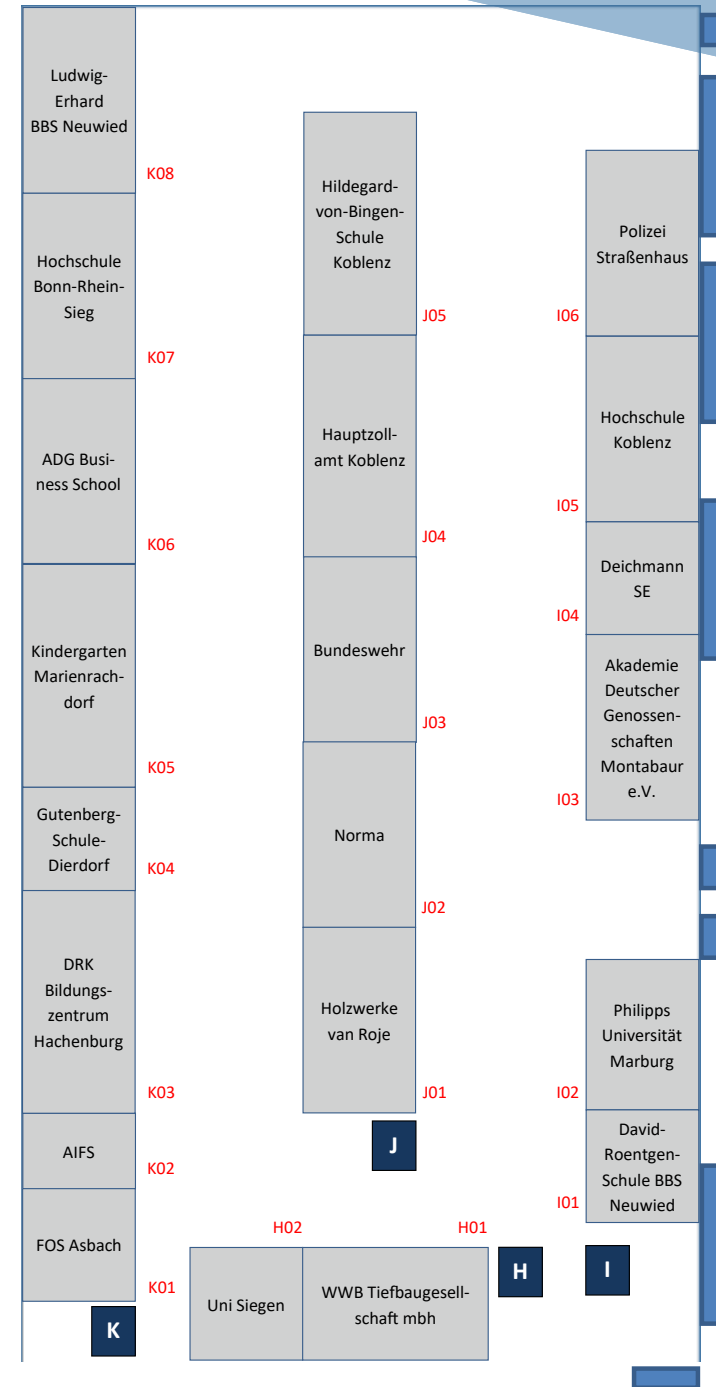 Ludwig-
Erhard
BBS Neuwied
K08
Hochschule
Bonn-Rhein-
Sieg
K07
ADG Busi-
ness School
K06
Kindergarten
Marienrach-
dorf
K05
Gutenberg-
Schule-
Dierdorf
K04
DRK
Bildungs-
zentrum
Hachenburg
K03
AIFS
K02
FOS Asbach
K01
K
Hildegard-
von-Bingen-
Schule
Koblenz
J05
Hauptzoll-
amt Koblenz
J04
Bundeswehr
J03
Norma
J02
Holzwerke
van Roje
J01
J
H02
H01
Uni Siegen
WWB Tiefbaugesell-
schaft mbh
H
Polizei
Straßenhaus
I06
Hochschule
Koblenz
I05
Deichmann
SE
I04
Akademie
Deutscher
Genossen-
schaften
Montabaur
e.V.
I03
Philipps
Universität
Marburg
I02
David-
Roentgen-
Schule BBS
Neuwied
I01
I